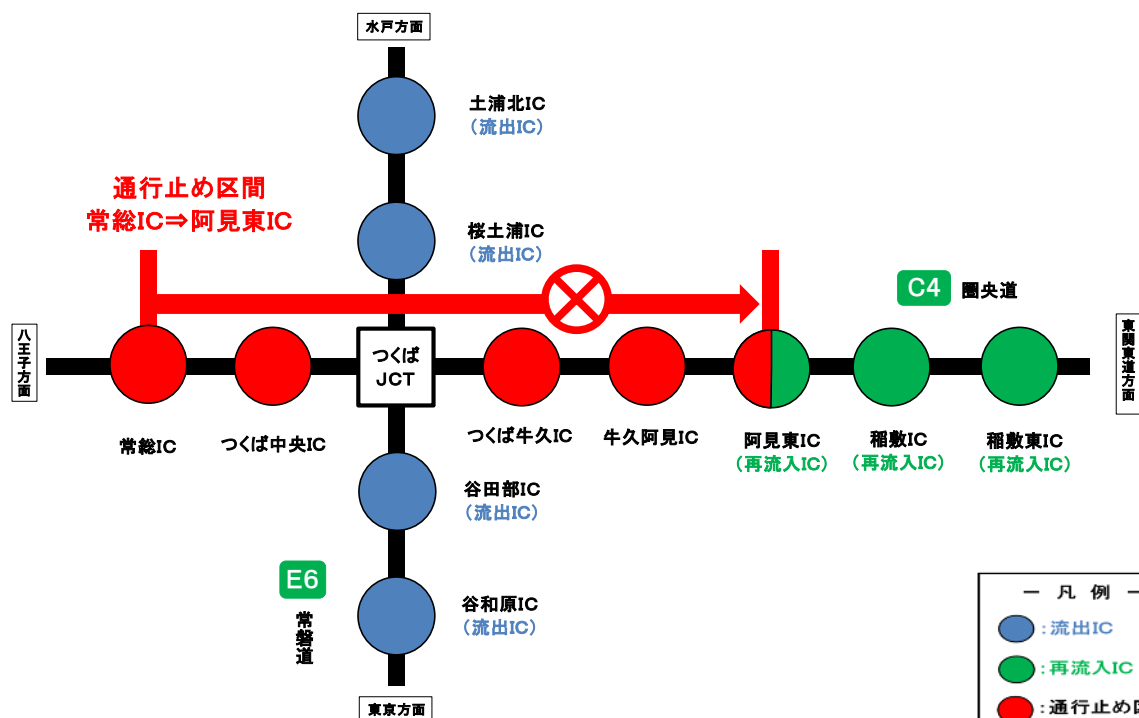 水戸方面
土浦北IC
(流出IC)
通行止め区間
常総IC⇒阿見東IC
桜土浦IC
(流出IC)
C4 圏央道
八王子方面
つくば
JCT
東関東道方面
常総IC
つくば中央IC
つくば牛久IC
牛久阿見IC
阿見東IC
(再流入IC)
稲敷IC
(再流入IC)
稲敷東IC
(再流入IC)
谷田部IC
(流出IC)
E6
常磐道
谷和原IC
(流出IC)
東京方面
― 凡 例 ―
:流出IC
:再流入IC
:通行止め区